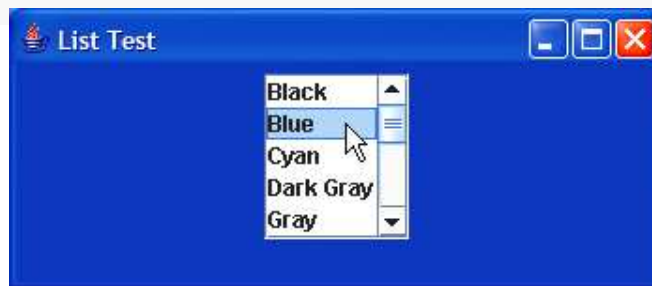 List Test
Black
Blue
Cyan
Dark Gray
Gray